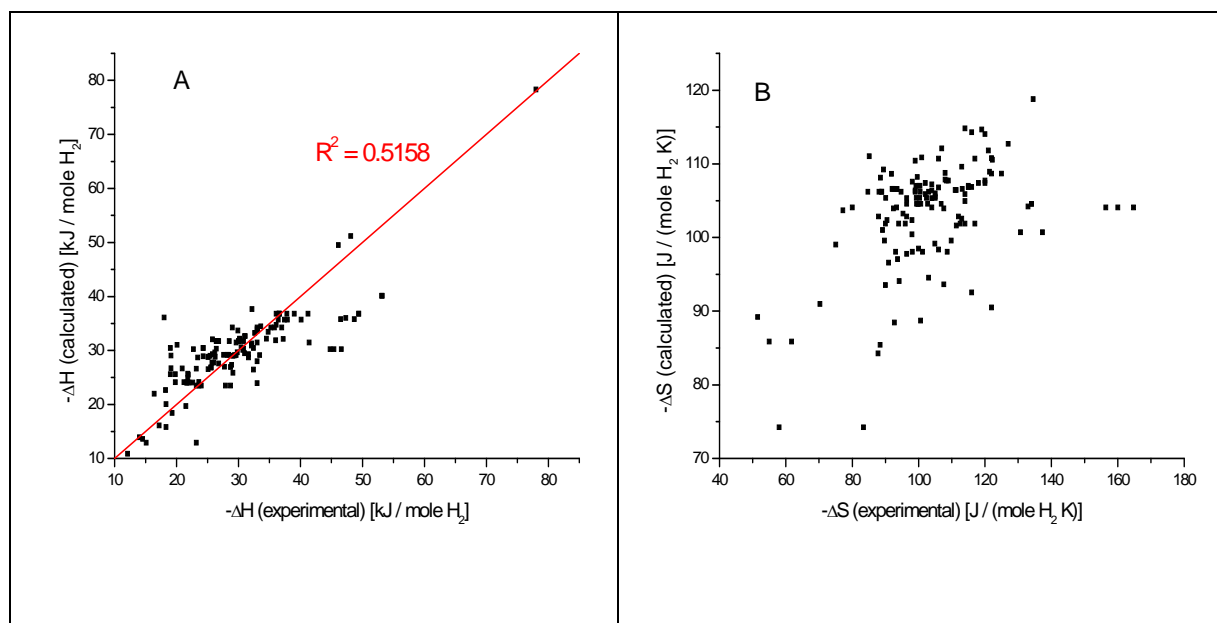 A
R² = 0.5158
-ΔH (calculated) [kJ / mole H₂]
80
70
60
50
40
30
20
10
10 20 30 40 50 60 70 80
-ΔH (experimental) [kJ / mole H₂]
B
-ΔS (calculated) [J / (mole H₂ K)]
120
110
100
90
80
70
40 60 80 100 120 140 160 180
-ΔS (experimental) [J / (mole H₂ K)]